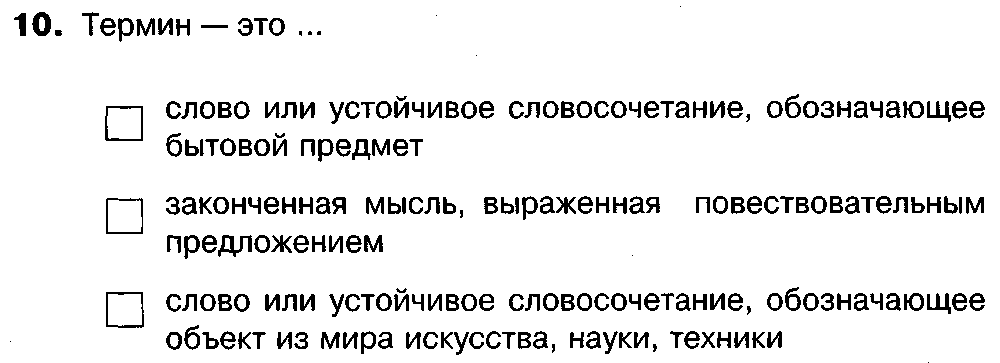 10. Термин — это ...
слово или устойчивое словосочетание, обозначающее
бытовой предмет
законченная мысль, выраженная повествовательным
предложением
слово или устойчивое словосочетание, обозначающее
объект из мира искусства, науки, техники